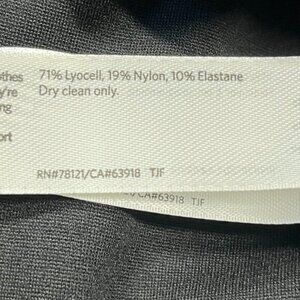 othes
y're
ng
ort
71% Lyocell, 19% Nylon, 10% Elastane
Dry clean only.
RN#78121/CA#63918 TJF
/CA#63918 TJF